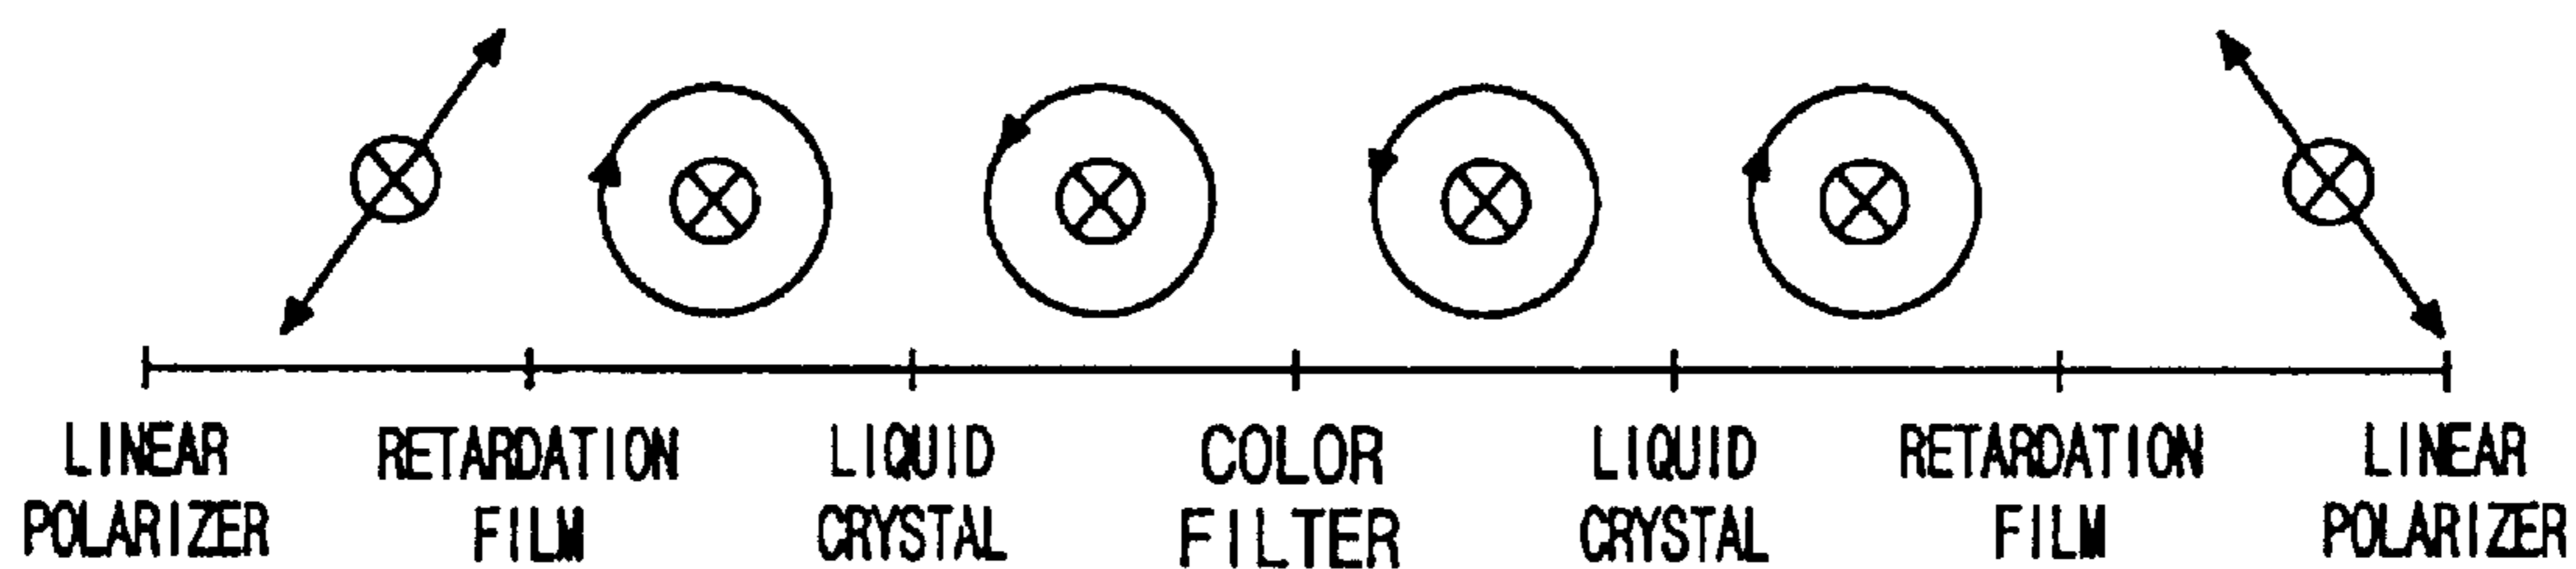 LINEAR POLARIZER
RETARDATION FILM
LIQUID CRYSTAL
COLOR FILTER
LIQUID CRYSTAL
RETARDATION FILM
LINEAR POLARIZER